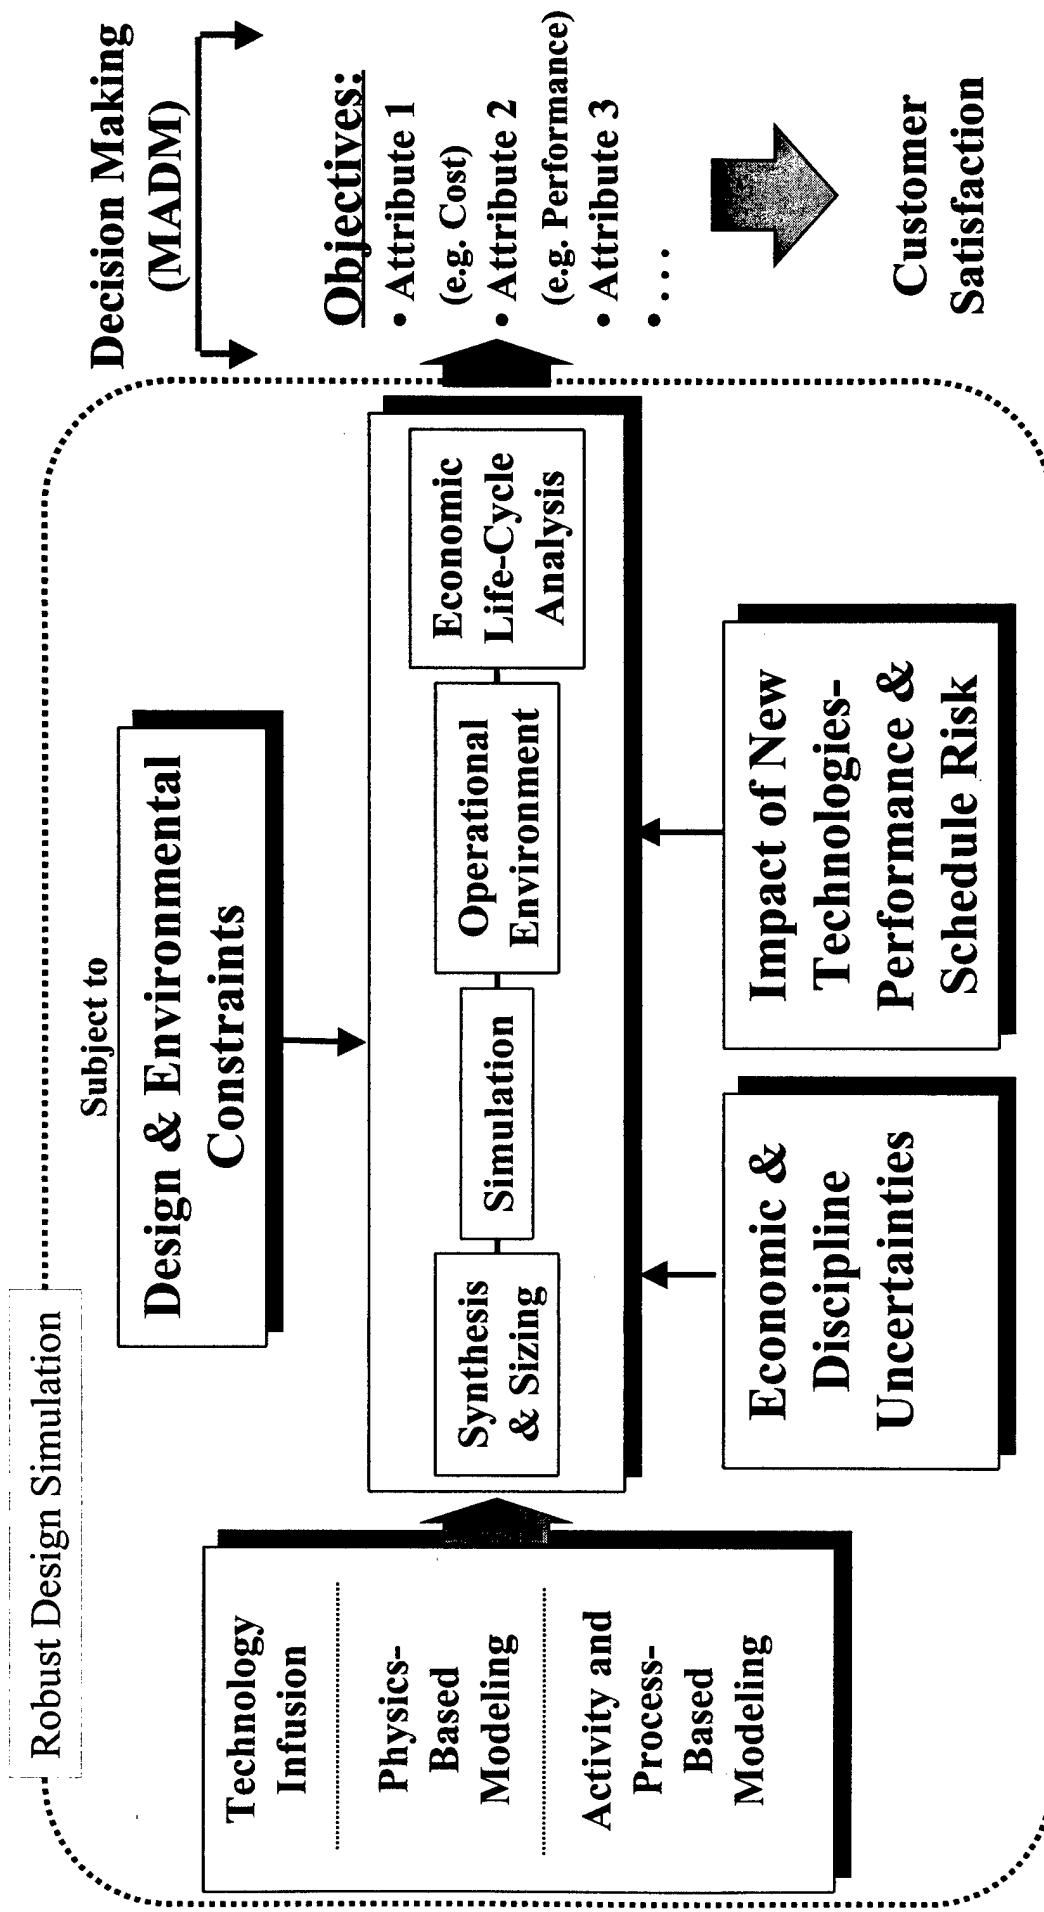 Robust Design Simulation
Subject to
Design & Environmental
Constraints
Technology
Infusion
Physics-
Based
Modeling
Activity and
Process-
Based
Modeling
Synthesis
& Sizing
Simulation
Operational
Environment
Economic
Life-Cycle
Analysis
Economic &
Discipline
Uncertainties
Impact of New
Technologies-
Performance &
Schedule Risk
Decision Making
(MADM)
Objectives:
• Attribute 1
(e.g. Cost)
• Attribute 2
(e.g. Performance)
• Attribute 3
• ...
Customer
Satisfaction